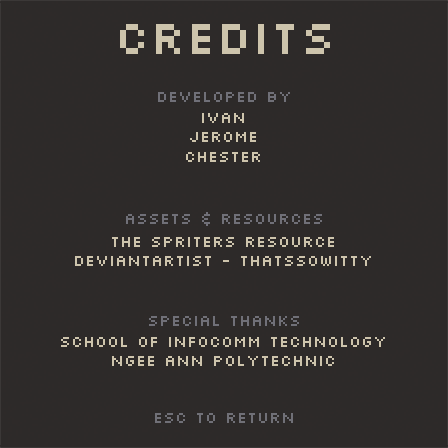 CREDITS
DEVELOPED BY
IVAN
JEROME
CHESTER
ASSETS & RESOURCES
THE SPRITERS RESOURCE
DEVIANTARTIST - THATSSOWITTY
SPECIAL THANKS
SCHOOL OF INFOCOMM TECHNOLOGY
NGEE ANN POLYTECHNIC
ESC TO RETURN